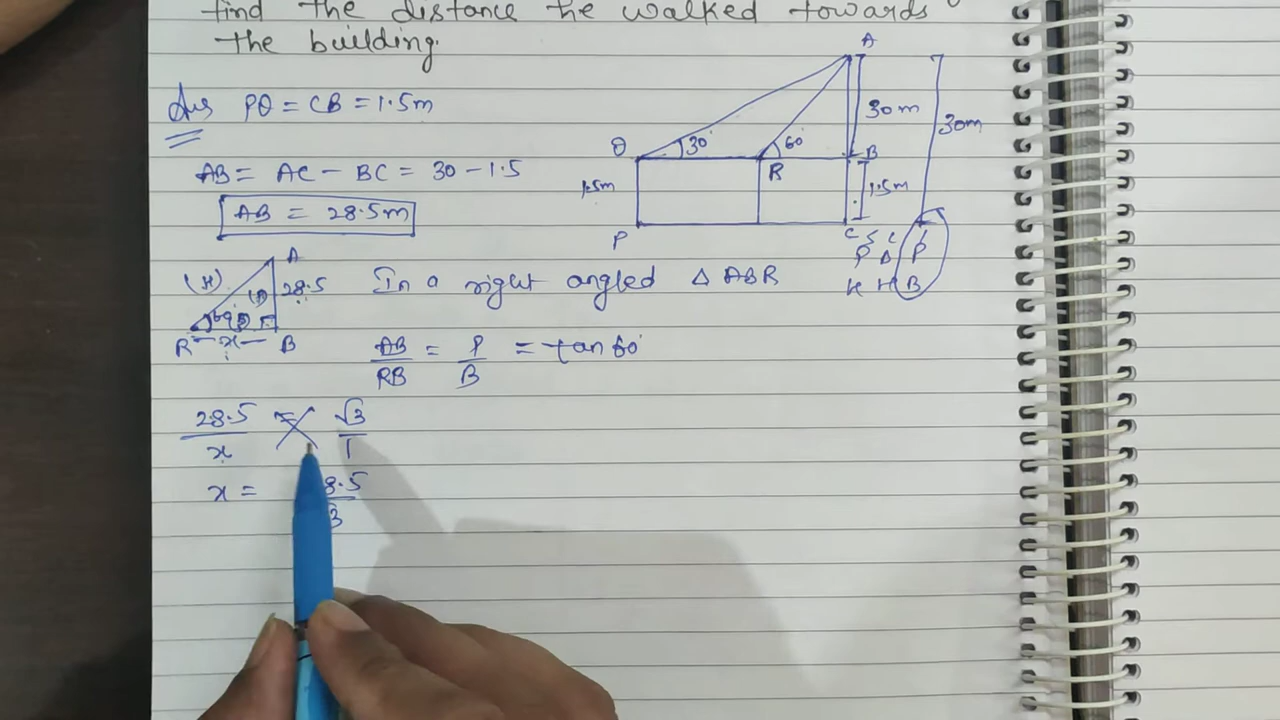 find the distance he walked towards
the building.
Ans PQ = CB = 1.5m
AB = AC - BC = 30 - 1.5
AB = 28.5m
A
30m
30m
Q 30° 60° B
R
1.5m 1.5m
P C
S C T
P A P
H H B
A
(H) 28.5 In a right angled △ ABR
(P)
60°
R x B
AB/RB = P/B = tan 60°
28.5/x = √3/1
x = 8.5/3